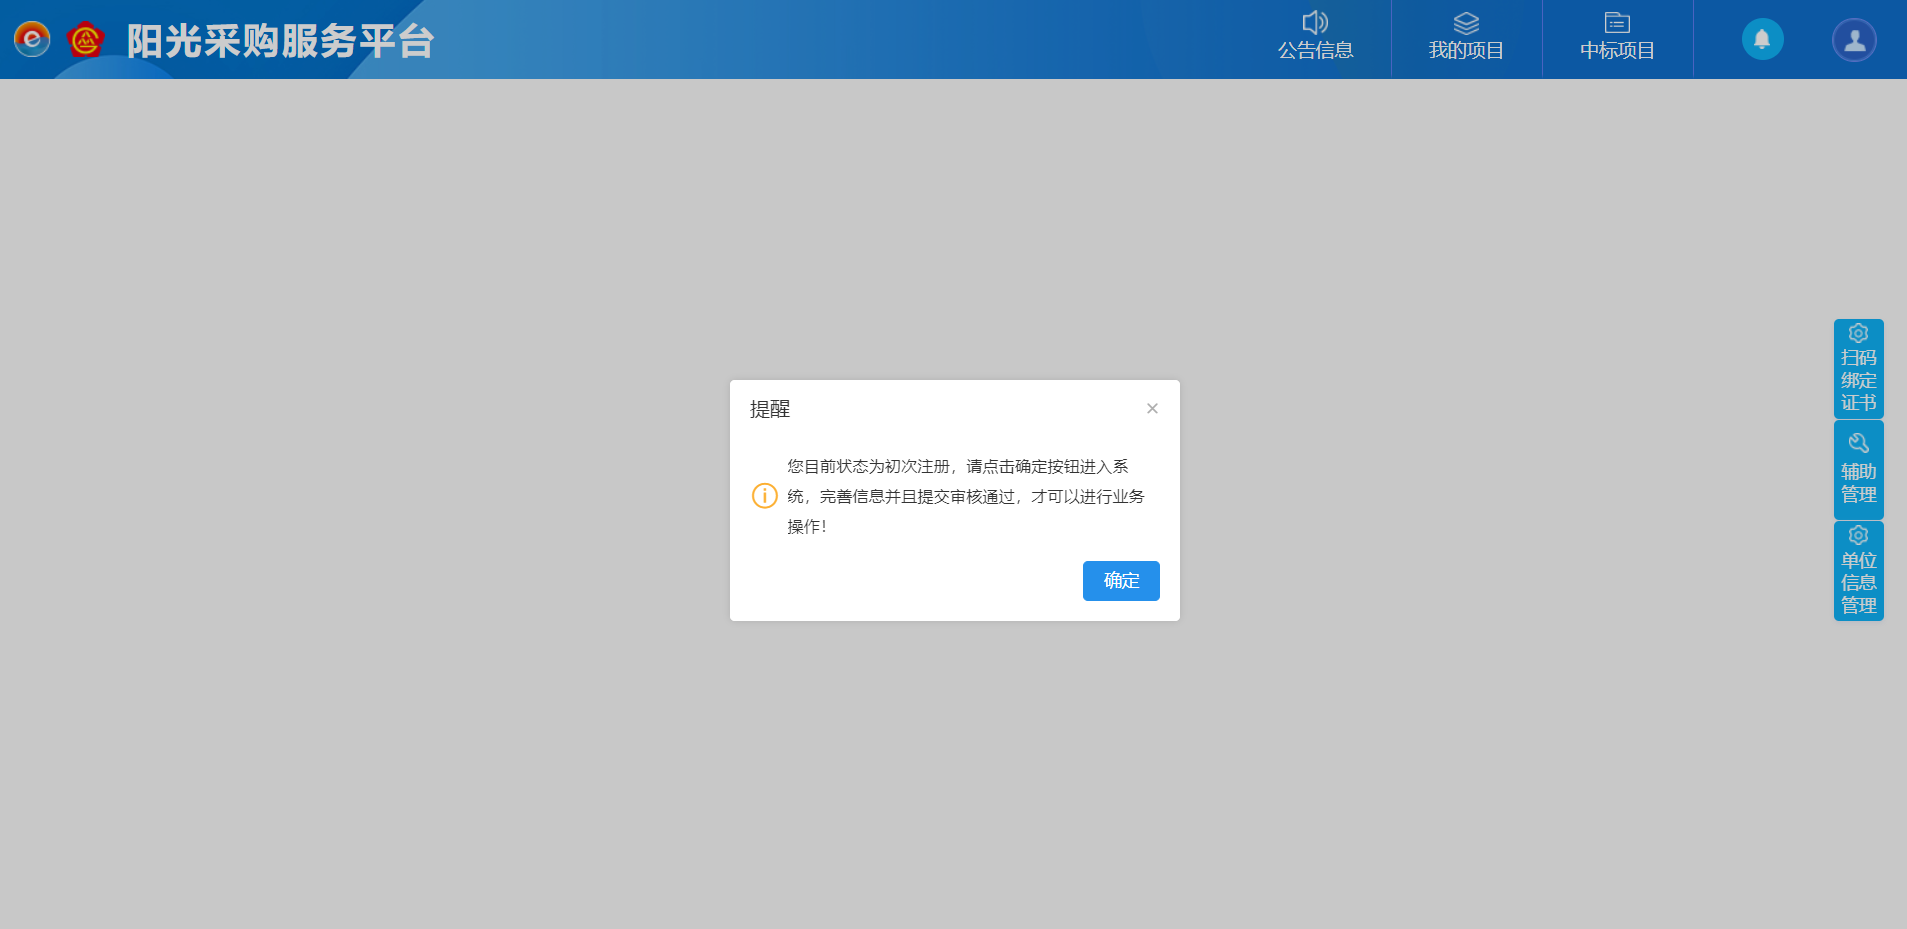 阳光采购服务平台
公告信息
我的项目
中标项目
扫码
绑定
证书
辅助
管理
单位
信息
管理
提醒
您目前状态为初次注册，请点击确定按钮进入系
统，完善信息并且提交审核通过，才可以进行业务
操作！
确定